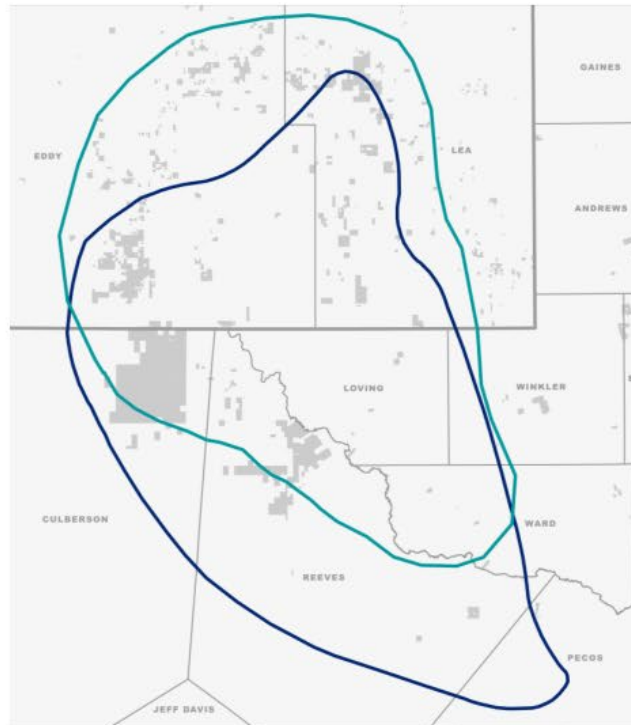 GAINES
LEA
EDDY
ANDREWS
LOVING
WINKLER
CULBERSON
WARD
REEVES
PECOS
JEFF DAVIS